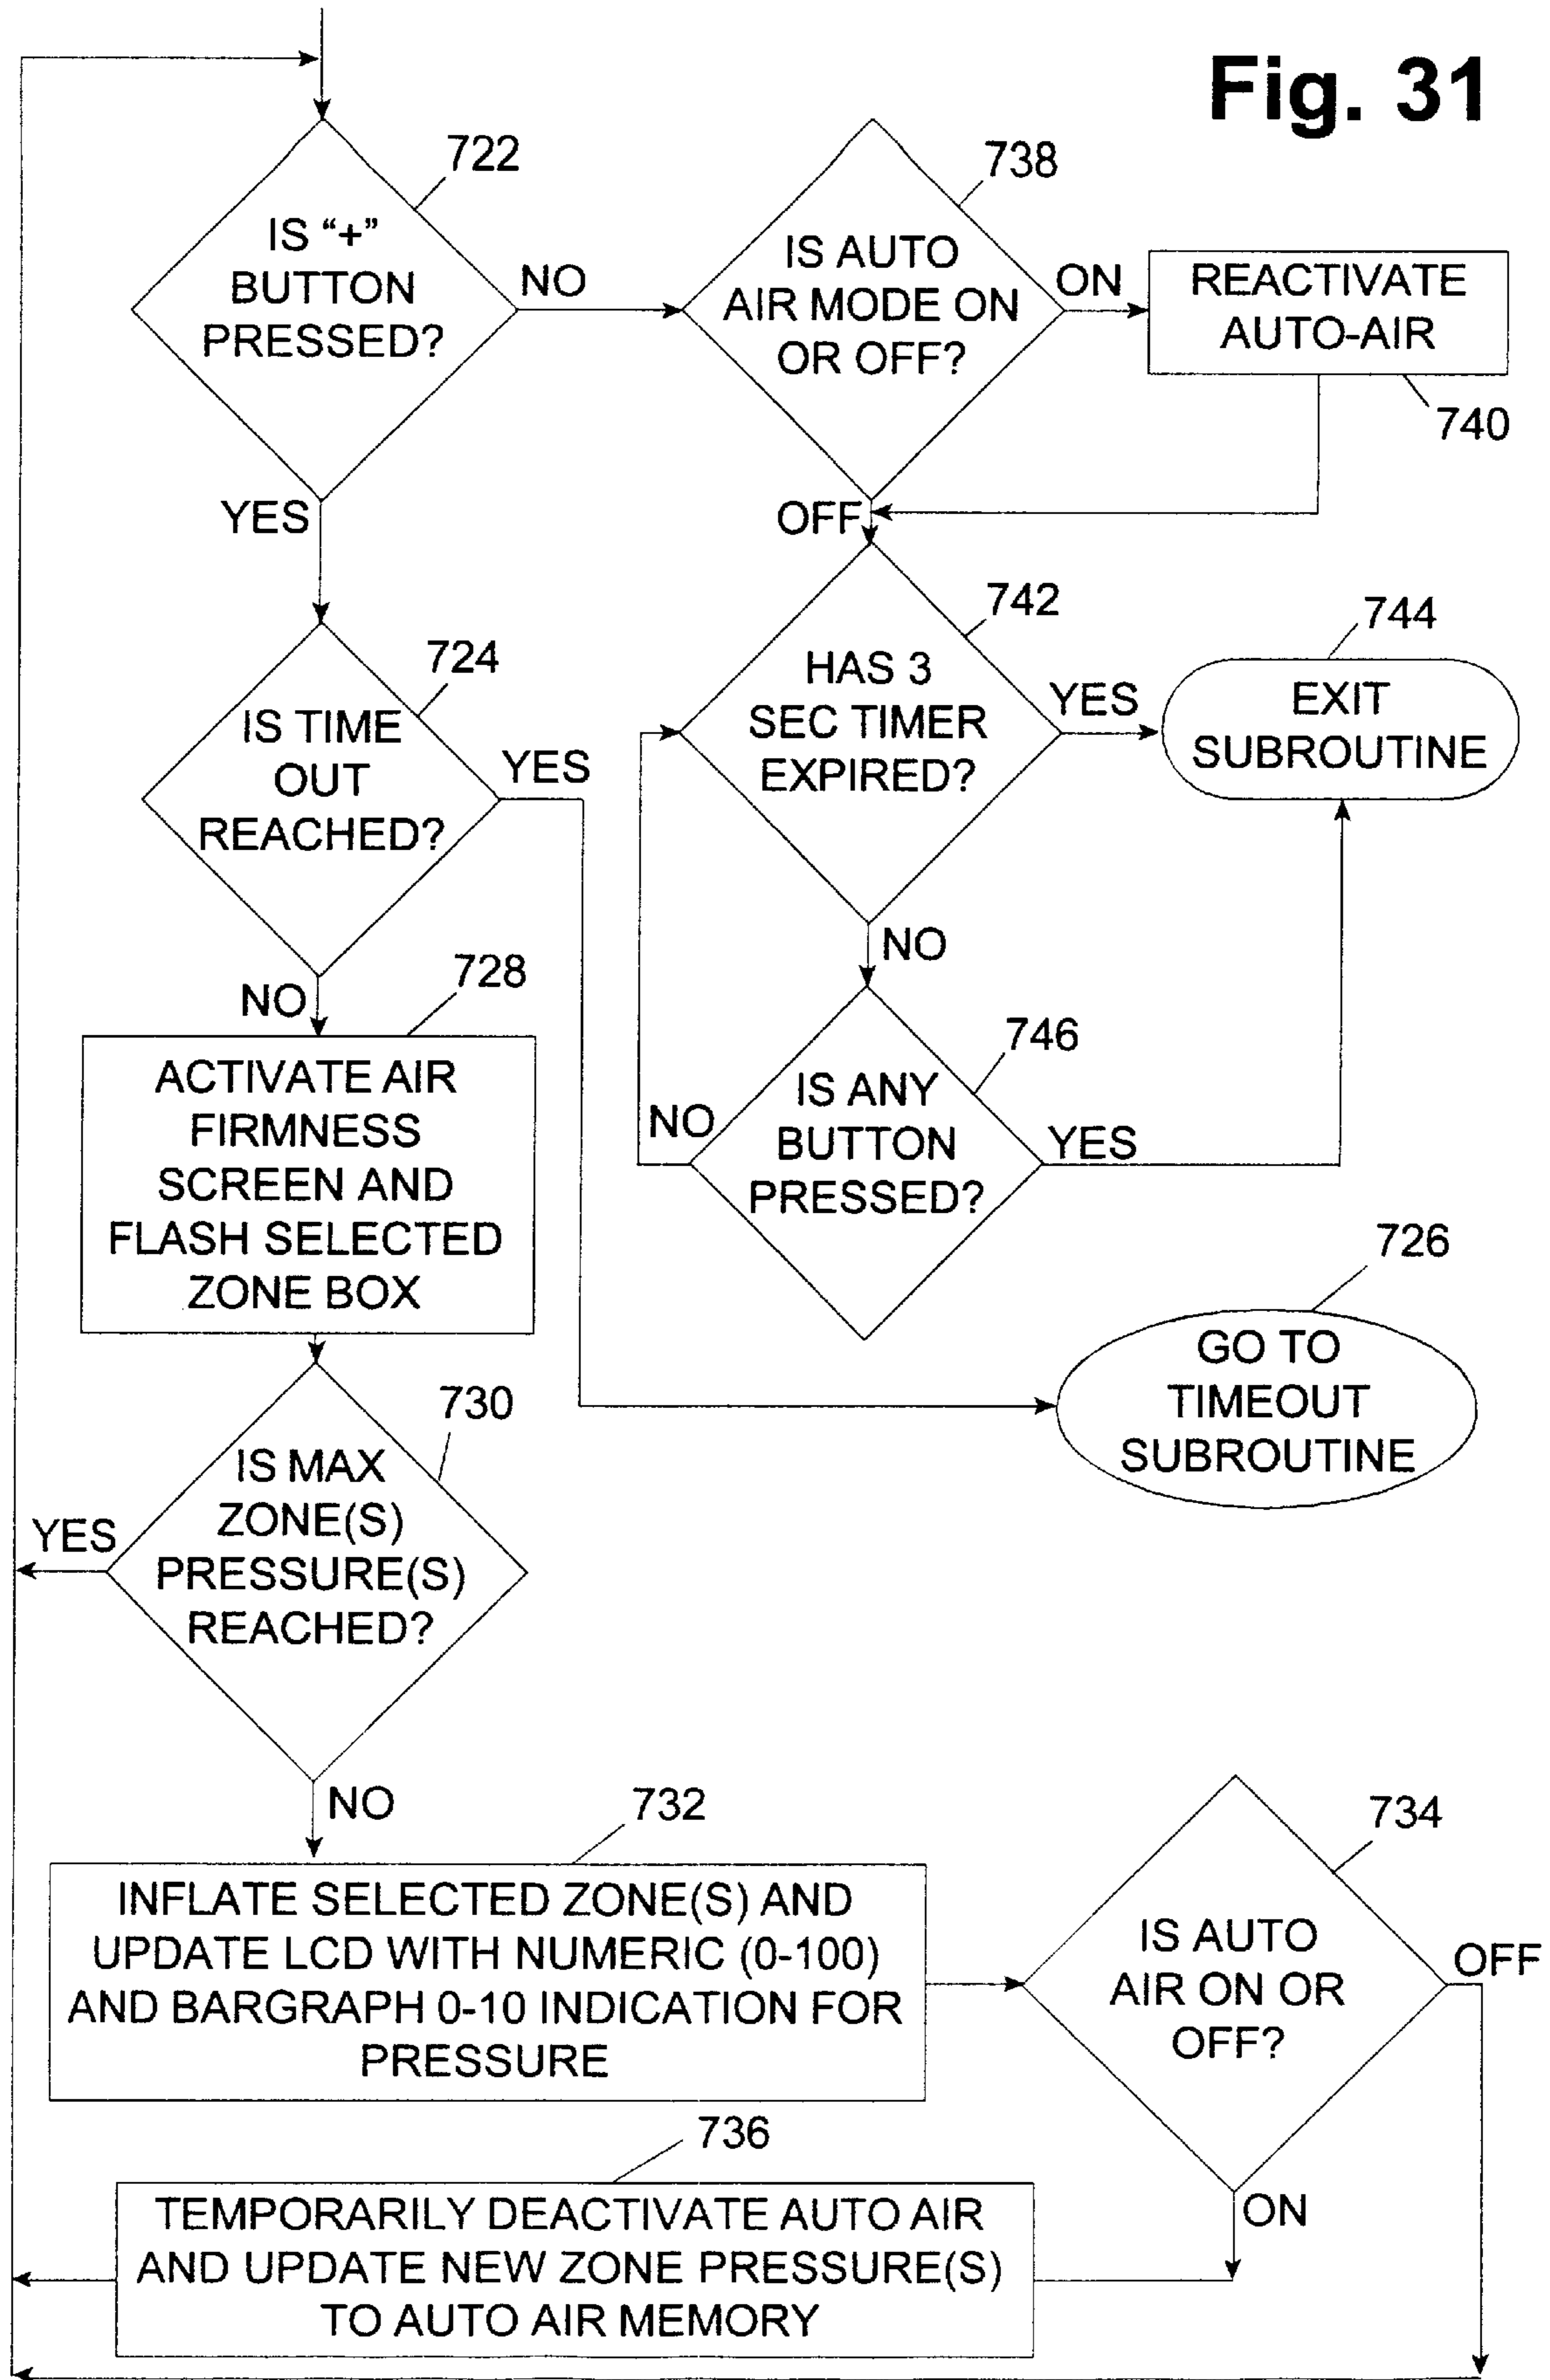 Fig. 31
722
IS “+”
BUTTON
PRESSED?
NO
YES
738
IS AUTO
AIR MODE ON
OR OFF?
ON
OFF
REACTIVATE
AUTO-AIR
740
724
IS TIME
OUT
REACHED?
YES
NO
742
HAS 3
SEC TIMER
EXPIRED?
YES
NO
744
EXIT
SUBROUTINE
728
ACTIVATE AIR
FIRMNESS
SCREEN AND
FLASH SELECTED
ZONE BOX
746
IS ANY
BUTTON
PRESSED?
NO
YES
726
GO TO
TIMEOUT
SUBROUTINE
730
IS MAX
ZONE(S)
PRESSURE(S)
REACHED?
YES
NO
732
INFLATE SELECTED ZONE(S) AND
UPDATE LCD WITH NUMERIC (0-100)
AND BARGRAPH 0-10 INDICATION FOR
PRESSURE
734
IS AUTO
AIR ON OR
OFF?
OFF
ON
736
TEMPORARILY DEACTIVATE AUTO AIR
AND UPDATE NEW ZONE PRESSURE(S)
TO AUTO AIR MEMORY